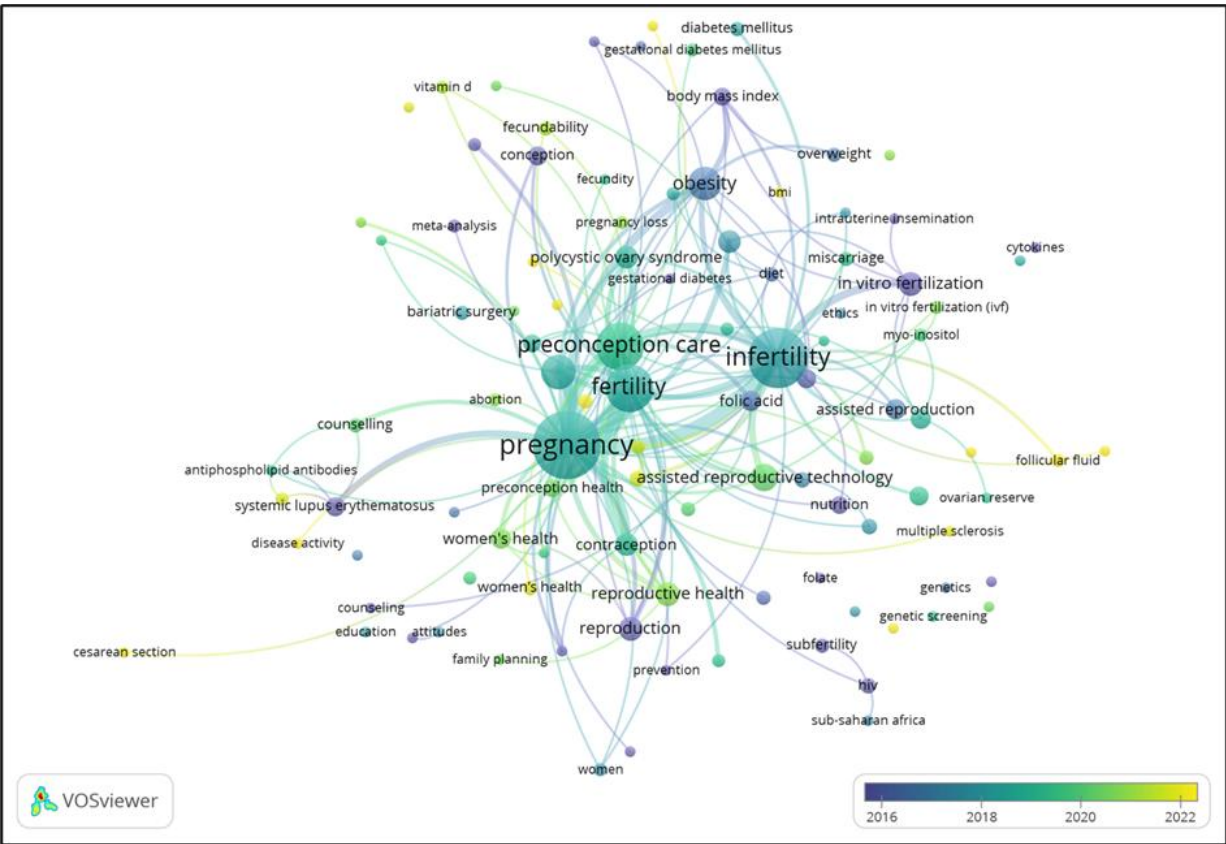 diabetes mellitus
gestational diabetes mellitus
vitamin d
body mass index
fecundability
conception
overweight
fecundity
obesity
bmi
pregnancy loss
intrauterine insemination
meta-analysis
cytokines
polycystic ovary syndrome
miscarriage
gestational diabetes
diet
in vitro fertilization
bariatric surgery
ethics
in vitro fertilization (ivf)
myo-inositol
preconception care
infertility
fertility
abortion
folic acid
assisted reproduction
counselling
pregnancy
follicular fluid
antiphospholipid antibodies
assisted reproductive technology
preconception health
ovarian reserve
systemic lupus erythematosus
nutrition
multiple sclerosis
disease activity
women's health
contraception
folate
women's health
reproductive health
genetics
counseling
genetic screening
education
attitudes
reproduction
subfertility
cesarean section
family planning
prevention
hiv
sub-saharan africa
women
VOSviewer
2016
2018
2020
2022